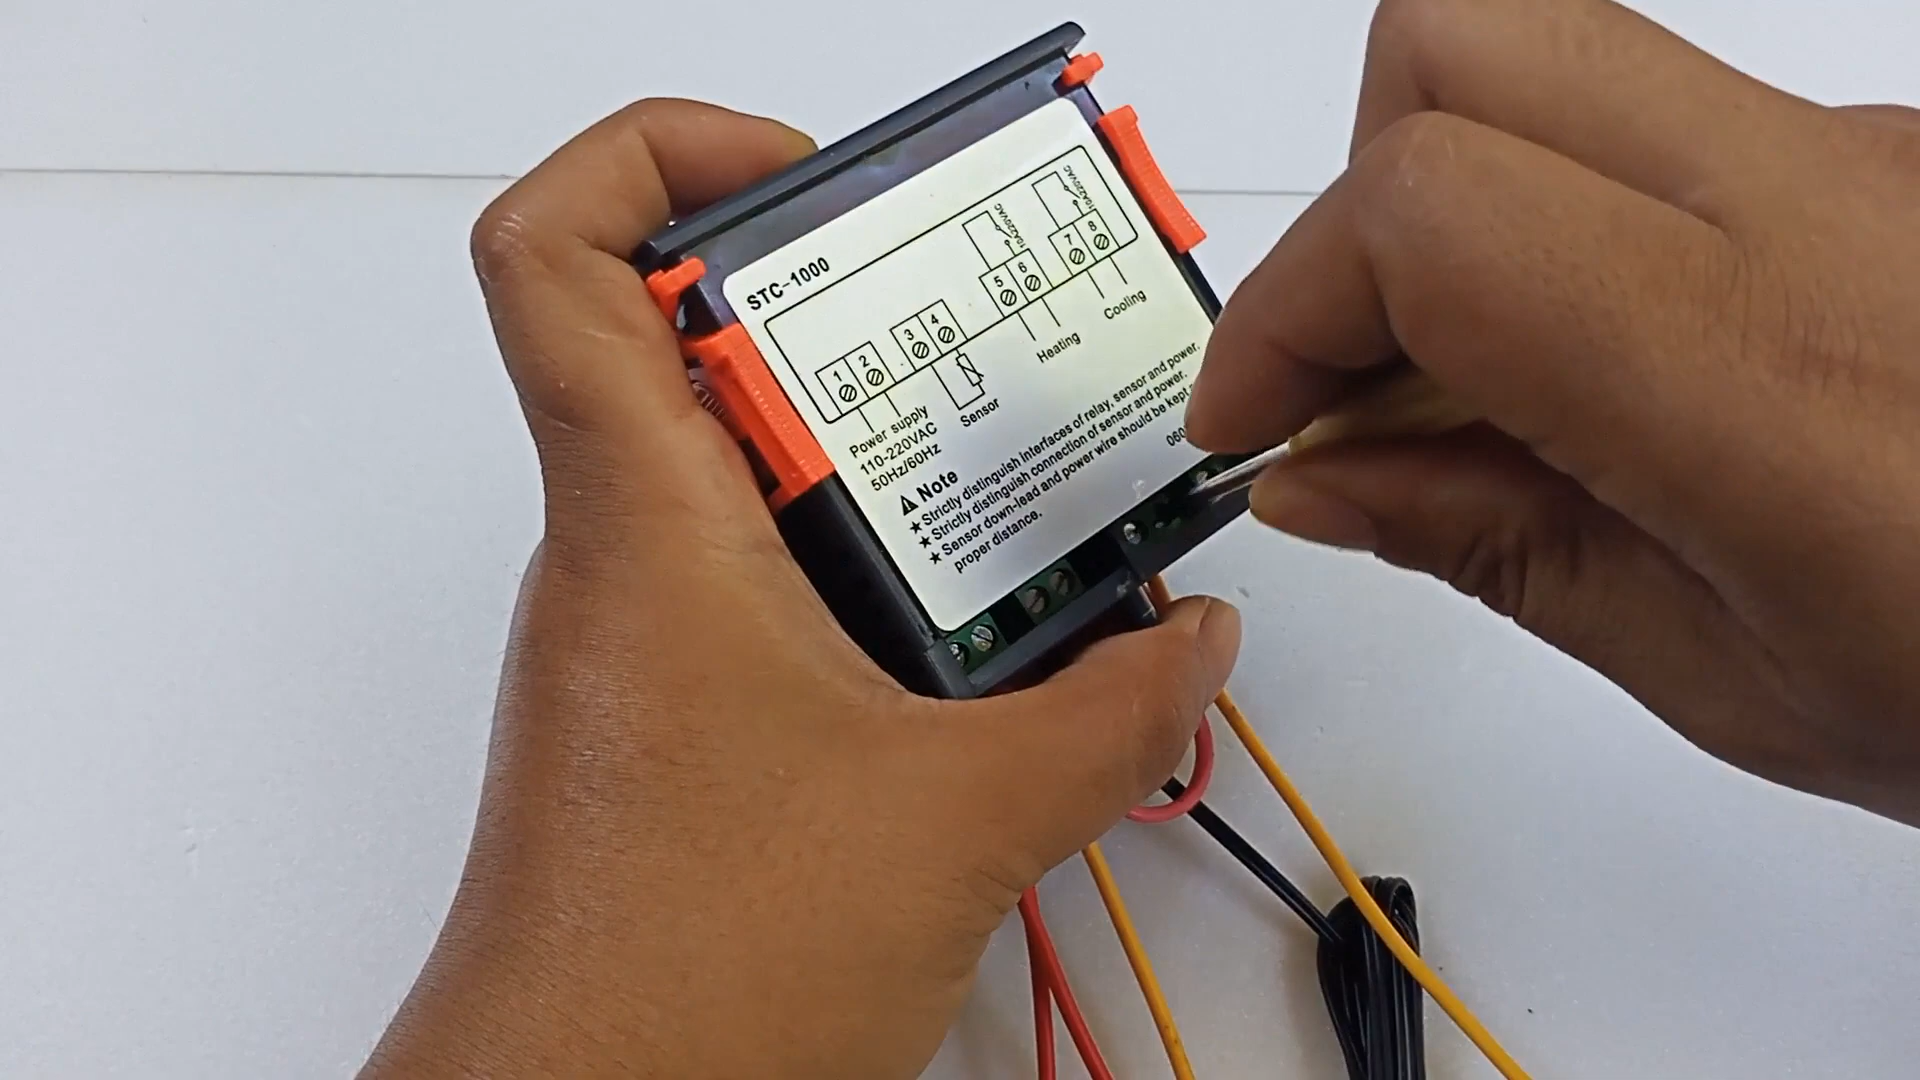 STC-1000
1 2 3 4 5 6 7 8
10A220VAC
10A220VAC
Power supply
110-220VAC
50Hz/60Hz
Sensor
Heating
Cooling
Note
★Strictly distinguish interfaces of relay, sensor and power.
★Strictly distinguish connection of sensor and power.
★Sensor down-lead and power wire should be kept
proper distance.